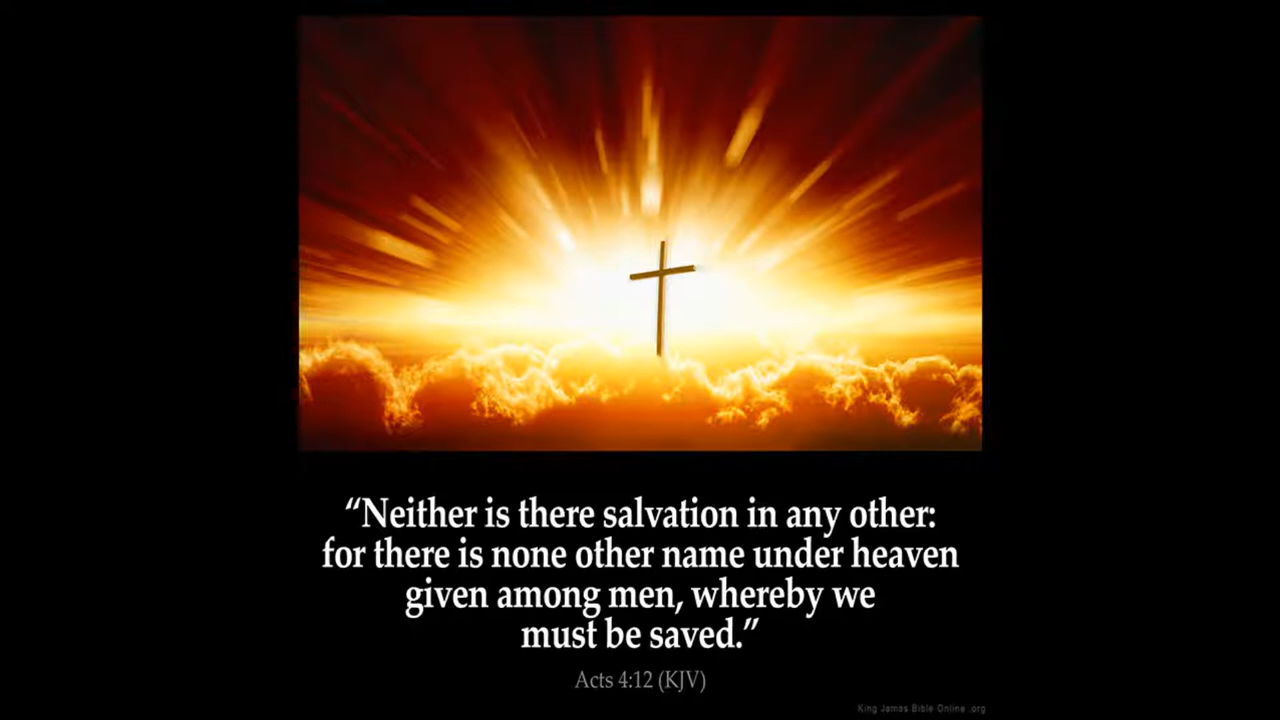 “Neither is there salvation in any other:
for there is none other name under heaven
given among men, whereby we
must be saved.”
Acts 4:12 (KJV)
King James Bible Online .org